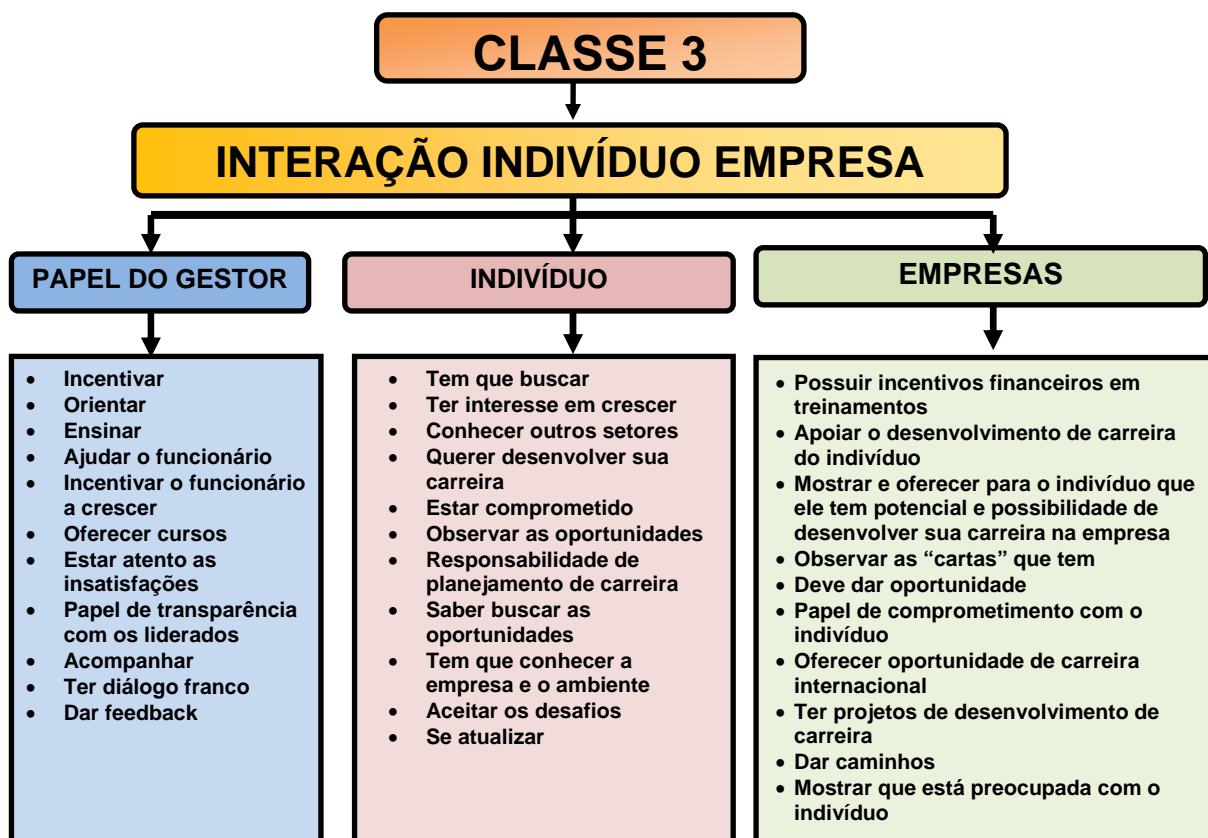 CLASSE 3
INTERAÇÃO INDIVÍDUO EMPRESA
PAPEL DO GESTOR
• Incentivar
• Orientar
• Ensinar
• Ajudar o funcionário
• Incentivar o funcionário
a crescer
• Oferecer cursos
• Estar atento as
insatisfações
• Papel de transparência
com os liderados
• Acompanhar
• Ter diálogo franco
• Dar feedback
INDIVÍDUO
• Tem que buscar
• Ter interesse em crescer
• Conhecer outros setores
• Querer desenvolver sua
carreira
• Estar comprometido
• Observar as oportunidades
• Responsabilidade de
planejamento de carreira
• Saber buscar as
oportunidades
• Tem que conhecer a
empresa e o ambiente
• Aceitar os desafios
• Se atualizar
EMPRESAS
• Possuir incentivos financeiros em
treinamentos
• Apoiar o desenvolvimento de carreira
do indivíduo
• Mostrar e oferecer para o indivíduo que
ele tem potencial e possibilidade de
desenvolver sua carreira na empresa
• Observar as “cartas” que tem
• Deve dar oportunidade
• Papel de comprometimento com o
indivíduo
• Oferecer oportunidade de carreira
internacional
• Ter projetos de desenvolvimento de
carreira
• Dar caminhos
• Mostrar que está preocupada com o
indivíduo